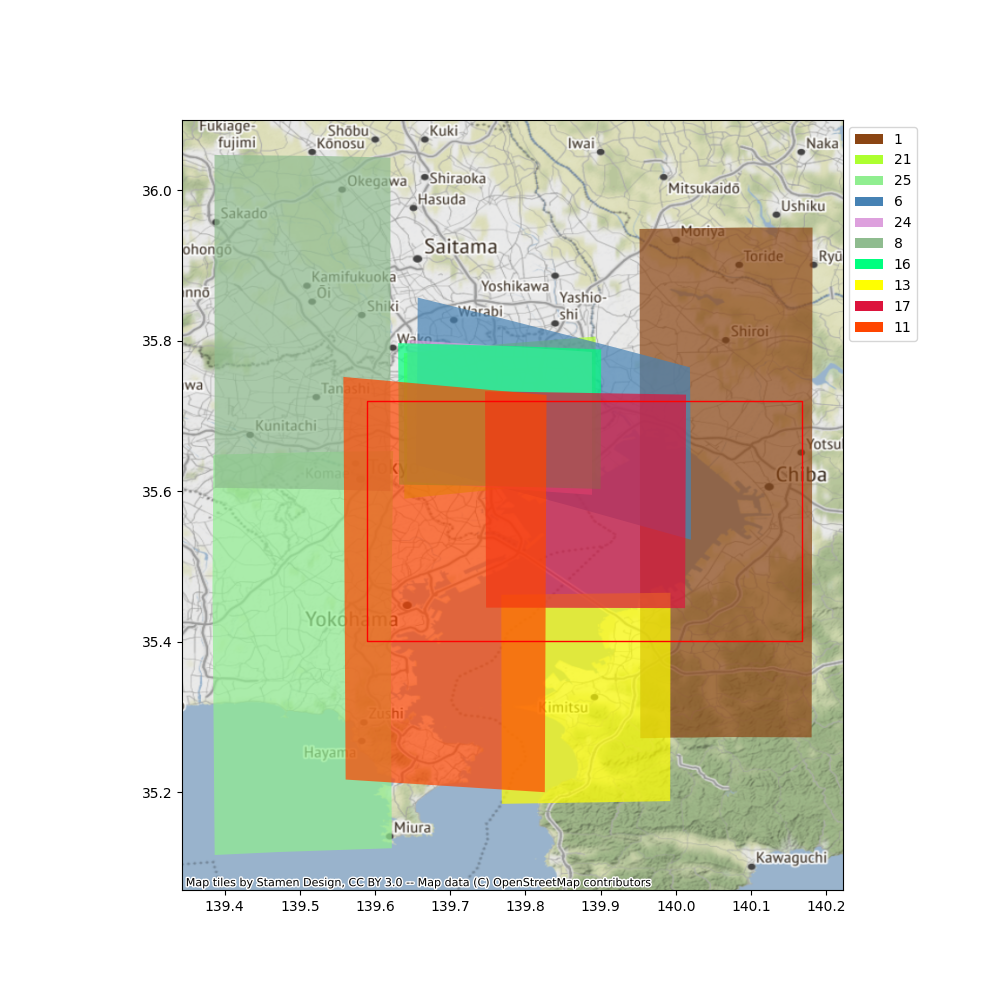 Fukiage-
fujimi
Shōbu
Kōnosu
Kuki
Iwai
Naka
Okegawa
Shiraoka
Hasuda
Mitsukaidō
Ushiku
Sakado
ohongō
Saitama
Moriya
Toride
Ryū
nnō
Kamifukuoka
Ōi
Shiki
Yoshikawa
Yashio-
shi
Warabi
Wako
Shiroi
wa
Tanashi
Kunitachi
Yotsu
Chiba
Yokohama
Zushi
Hayama
Kimitsu
Miura
Kawaguchi
Map tiles by Stamen Design, CC BY 3.0 -- Map data (C) OpenStreetMap contributors
36.0
35.8
35.6
35.4
35.2
139.4 139.5 139.6 139.7 139.8 139.9 140.0 140.1 140.2
1
21
25
6
24
8
16
13
17
11